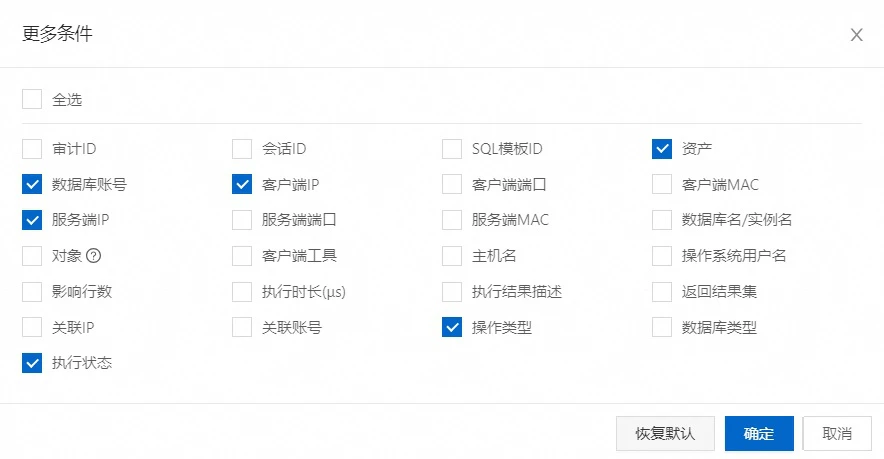 更多条件
全选
审计ID 会话ID SQL模板ID 资产
数据库账号 客户端IP 客户端端口 客户端MAC
服务端IP 服务端端口 服务端MAC 数据库名/实例名
对象 客户端工具 主机名 操作系统用户名
影响行数 执行时长(μs) 执行结果描述 返回结果集
关联IP 关联账号 操作类型 数据库类型
执行状态
恢复默认 确定 取消